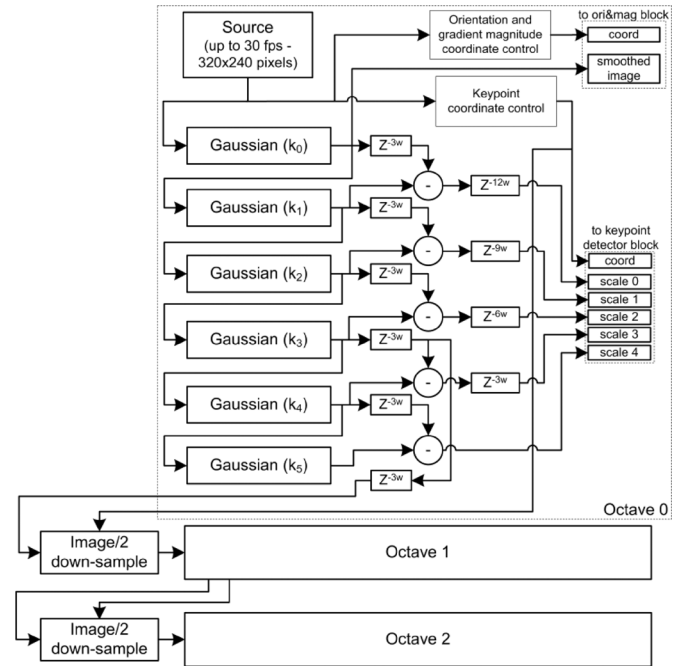 Source
(up to 30 fps -
320x240 pixels)
Orientation and
gradient magnitude
coordinate control
to ori&mag block
coord
smoothed
image
Keypoint
coordinate control
Gaussian (k0)
Z-3w
-
Z-12w
Gaussian (k1)
Z-3w
to keypoint
detector block
-
Z-9w
coord
Gaussian (k2)
Z-3w
scale 0
scale 1
-
Z-6w
scale 2
Gaussian (k3)
Z-3w
scale 3
scale 4
-
Z-3w
Gaussian (k4)
Z-3w
-
Gaussian (k5)
Z-3w
Octave 0
Image/2
down-sample
Octave 1
Image/2
down-sample
Octave 2